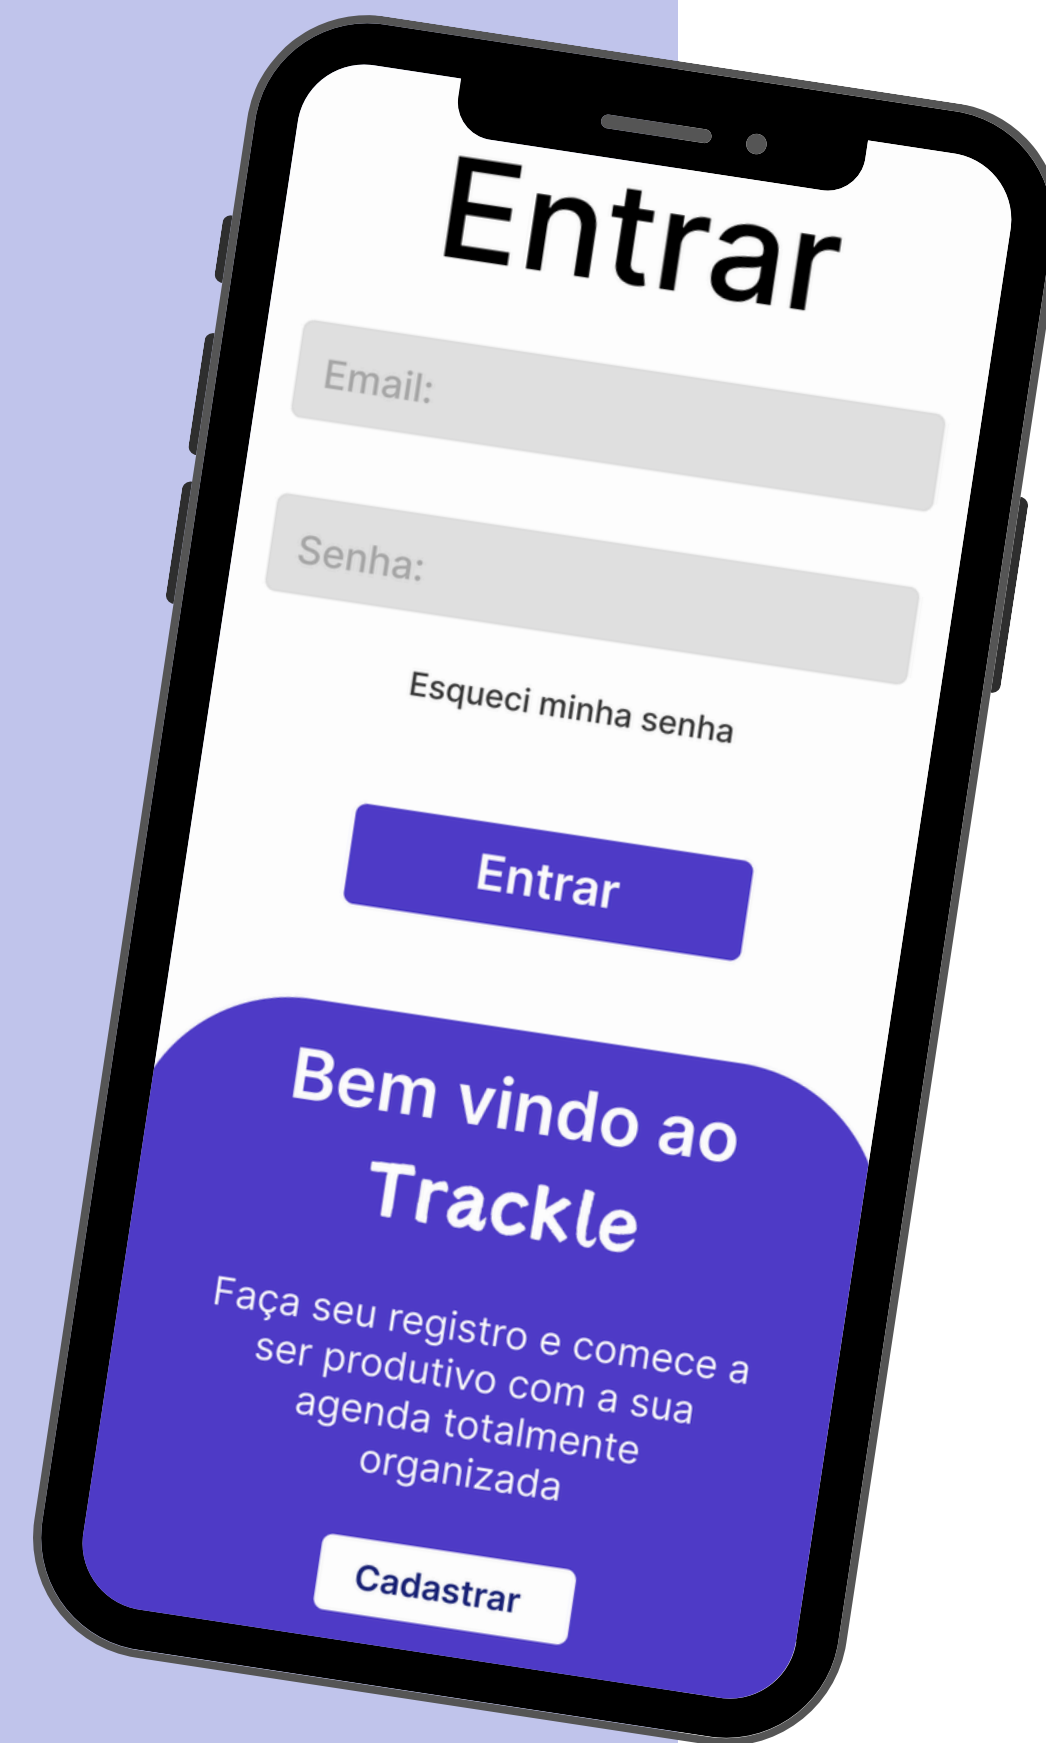 Entrar
Email:
Senha:
Esqueci minha senha
Entrar
Bem vindo ao
Trackle
Faça seu registro e comece a
ser produtivo com a sua
agenda totalmente
organizada
Cadastrar